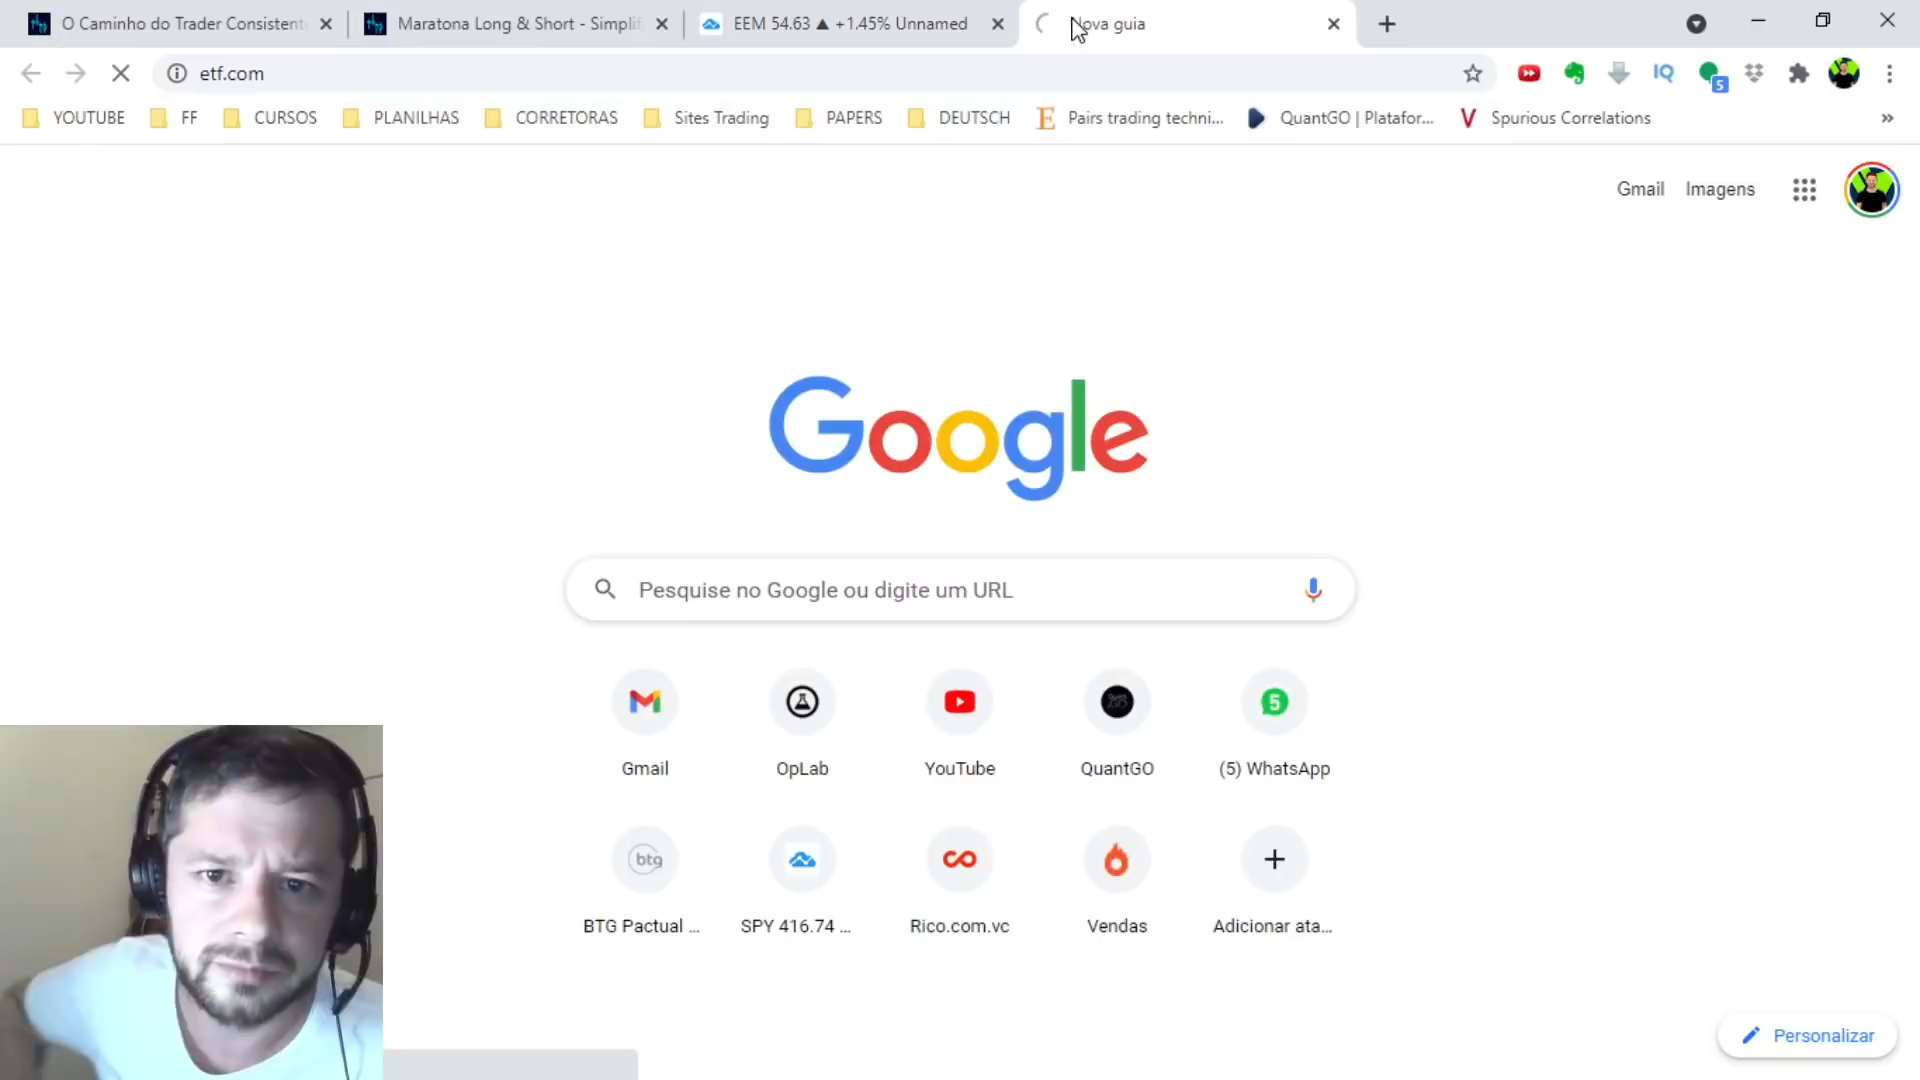 O Caminho do Trader Consistent
Maratona Long & Short - Simplif
EEM 54.63 ▲ +1.45% Unnamed
Nova guia
etf.com
IQ
5
YOUTUBE
FF
CURSOS
PLANILHAS
CORRETORAS
Sites Trading
PAPERS
DEUTSCH
E
Pairs trading techni...
QuantGO | Platafor...
V
Spurious Correlations
»
Gmail
Imagens
Google
Pesquise no Google ou digite um URL
5
Gmail
OpLab
YouTube
QuantGO
(5) WhatsApp
btg
BTG Pactual ...
SPY 416.74 ...
Rico.com.vc
Vendas
Adicionar ata...
Personalizar